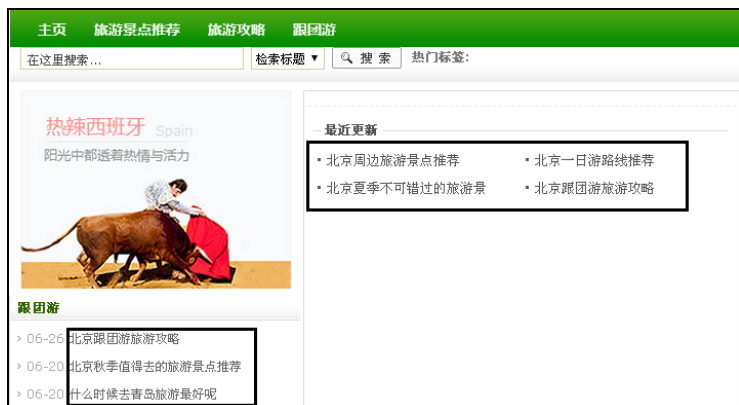 主页 旅游景点推荐 旅游攻略 跟团游
在这里搜索... 检索标题 ▼ 搜 索 热门标签:
热辣西班牙 Spain
阳光中都透着热情与活力
最近更新
北京周边旅游景点推荐 北京一日游路线推荐
北京夏季不可错过的旅游景 北京跟团游旅游攻略
跟团游
> 06-26 北京跟团游旅游攻略
> 06-20 北京秋季值得去的旅游景点推荐
> 06-20 什么时候去青岛旅游最好呢